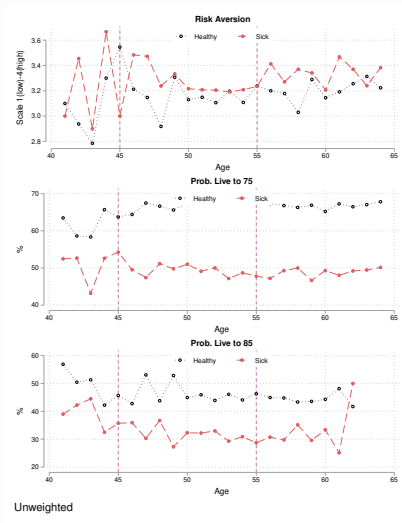 Risk Aversion
Healthy Sick
Scale 1(low)-4(high)
3.6
3.4
3.2
3.0
2.8
40 45 50 55 60 65
Age
Prob. Live to 75
Healthy Sick
%
70
60
50
40
40 45 50 55 60 65
Age
Prob. Live to 85
Healthy Sick
%
60
50
40
30
20
40 45 50 55 60 65
Age
Unweighted